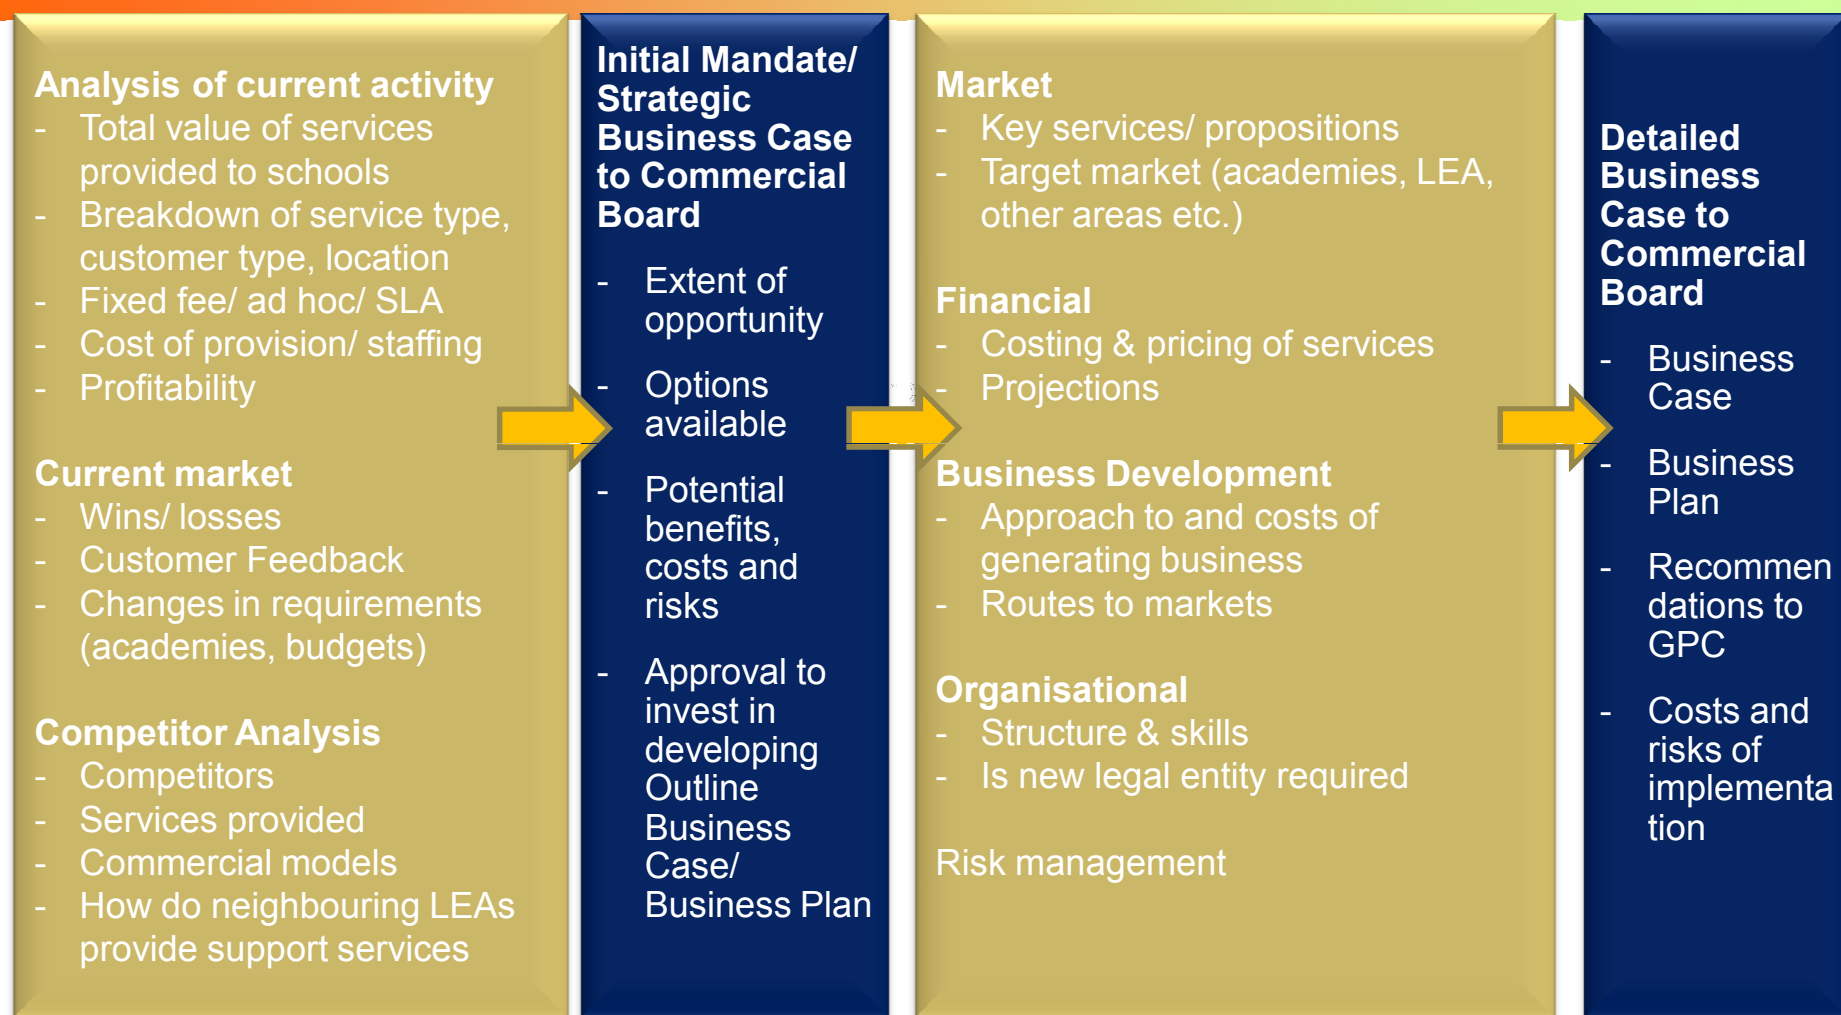 Analysis of current activity
- Total value of services
provided to schools
- Breakdown of service type,
customer type, location
- Fixed fee/ ad hoc/ SLA
- Cost of provision/ staffing
- Profitability
Current market
- Wins/ losses
- Customer Feedback
- Changes in requirements
(academies, budgets)
Competitor Analysis
- Competitors
- Services provided
- Commercial models
- How do neighbouring LEAs
provide support services
Initial Mandate/
Strategic
Business Case
to Commercial
Board
- Extent of
opportunity
- Options
available
- Potential
benefits,
costs and
risks
- Approval to
invest in
developing
Outline
Business
Case/
Business Plan
Market
- Key services/ propositions
- Target market (academies, LEA,
other areas etc.)
Financial
- Costing & pricing of services
- Projections
Business Development
- Approach to and costs of
generating business
- Routes to markets
Organisational
- Structure & skills
- Is new legal entity required
Risk management
Detailed
Business
Case to
Commercial
Board
- Business
Case
- Business
Plan
- Recommen
dations to
GPC
- Costs and
risks of
implementa
tion